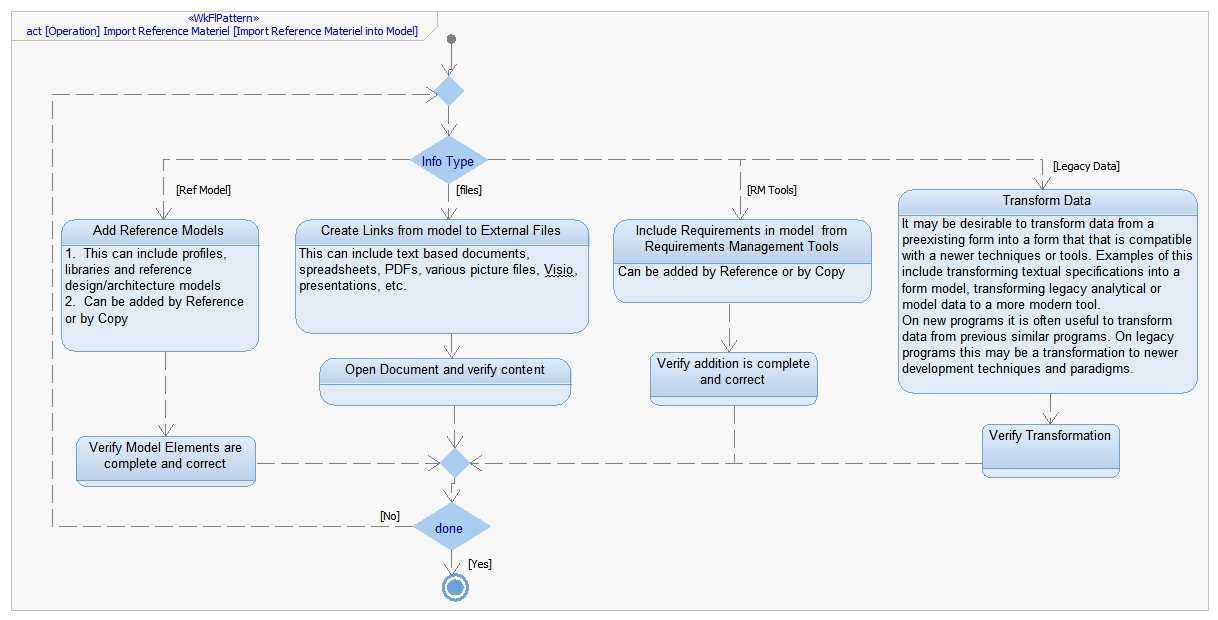 «WkFlPattern»
act [Operation] Import Reference Materiel [Import Reference Materiel into Model]
Info Type
[Ref Model]
[files]
[RM Tools]
[Legacy Data]
Add Reference Models
1.  This can include profiles,
libraries and reference
design/architecture models
2.  Can be added by Reference
or by Copy
Create Links from model to External Files
This can include text based documents,
spreadsheets, PDFs, various picture files, Visio,
presentations, etc.
Include Requirements in model  from
Requirements Management Tools
Can be added by Reference or by Copy
Transform Data
It may be desirable to transform data from a
preexisting form into a form that that is compatible
with a newer techniques or tools. Examples of this
include transforming textual specifications into a
form model, transforming legacy analytical or
model data to a more modern tool.
On new programs it is often useful to transform
data from previous similar programs. On legacy
programs this may be a transformation to newer
development techniques and paradigms.
Open Document and verify content
Verify addition is complete
and correct
Verify Model Elements are
complete and correct
Verify Transformation
[No]
done
[Yes]